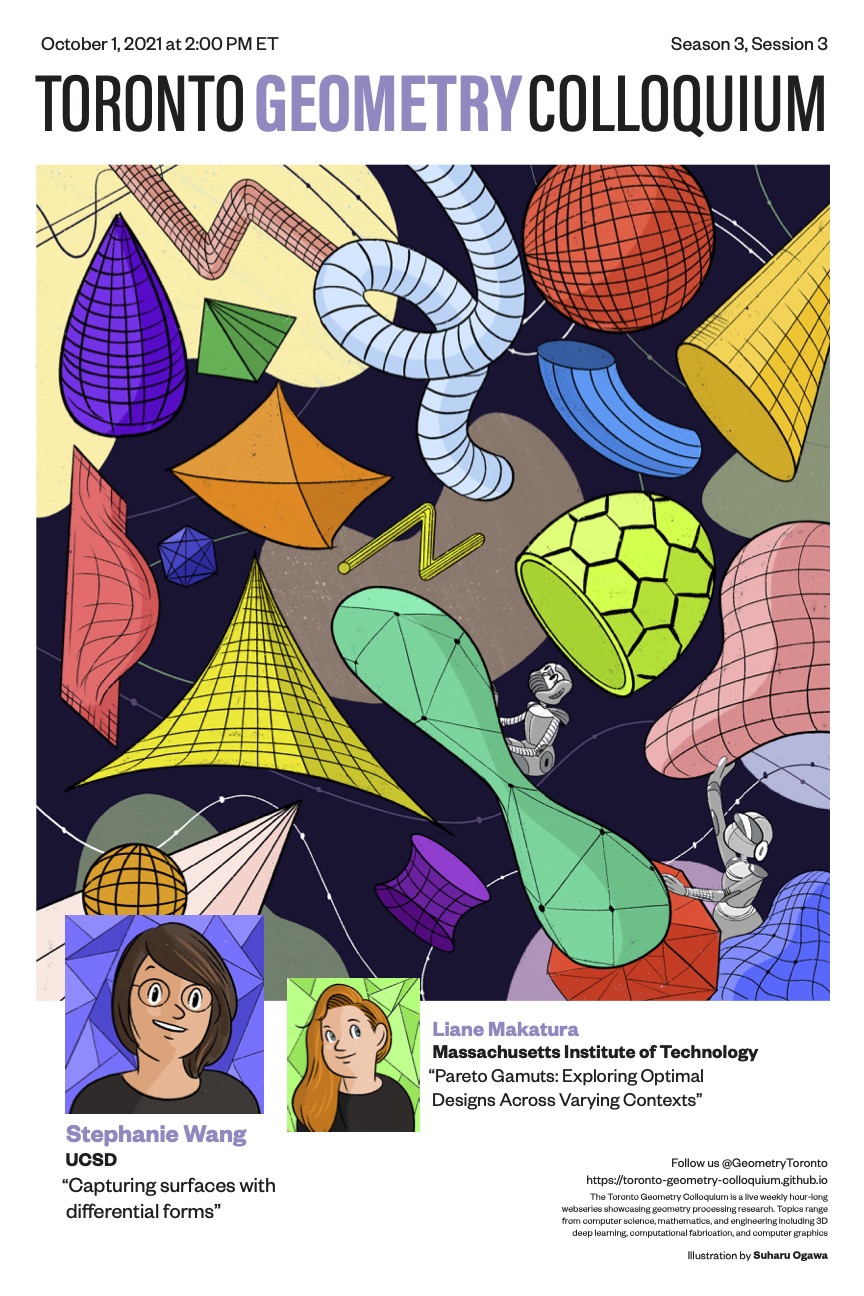 October 1, 2021 at 2:00 PM ET
Season 3, Session 3
TORONTO GEOMETRY COLLOQUIUM
Liane Makatura
Massachusetts Institute of Technology
“Pareto Gamuts: Exploring Optimal
Designs Across Varying Contexts”
Stephanie Wang
UCSD
“Capturing surfaces with
differential forms”
Follow us @GeometryToronto
https://toronto-geometry-colloquium.github.io
The Toronto Geometry Colloquium is a live weekly hour-long
webseries showcasing geometry processing research. Topics range
from computer science, mathematics, and engineering including 3D
deep learning, computational fabrication, and computer graphics
Illustration by Suharu Ogawa